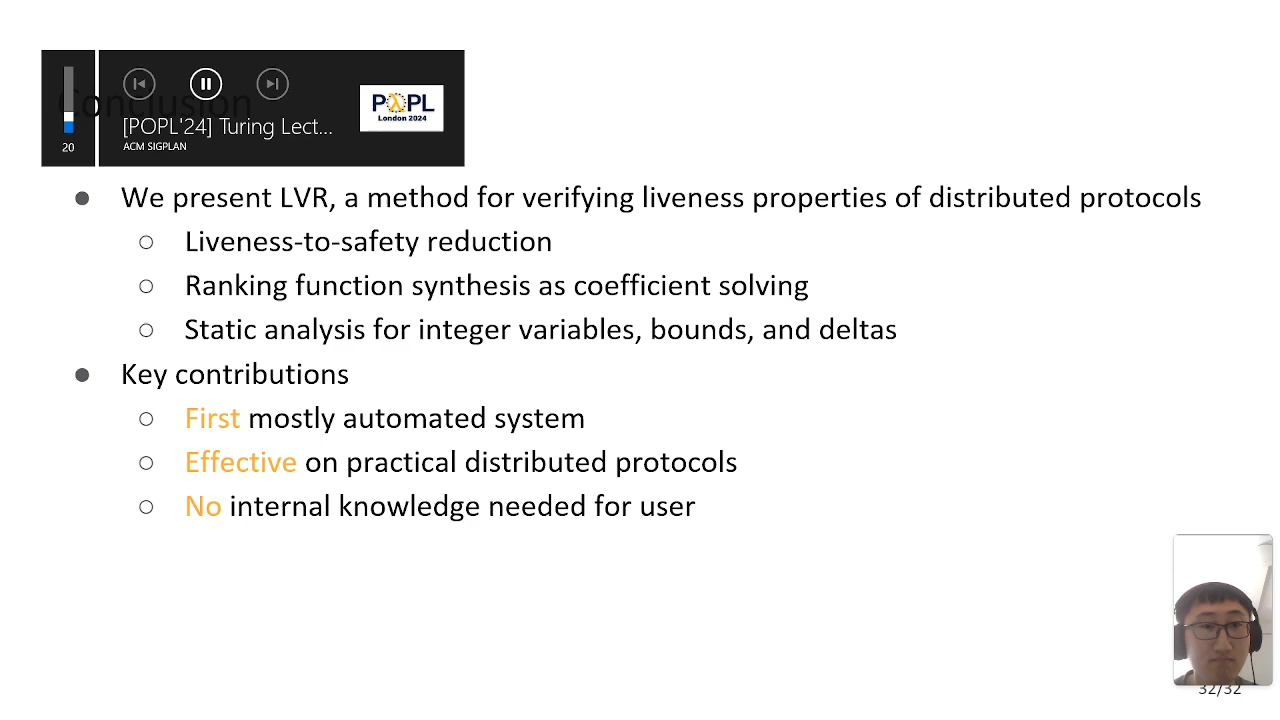 Conclusion
[POPL'24] Turing Lect...
ACM SIGPLAN
20
POPL
London 2024
● We present LVR, a method for verifying liveness properties of distributed protocols
○ Liveness-to-safety reduction
○ Ranking function synthesis as coefficient solving
○ Static analysis for integer variables, bounds, and deltas
● Key contributions
○ First mostly automated system
○ Effective on practical distributed protocols
○ No internal knowledge needed for user
32/32